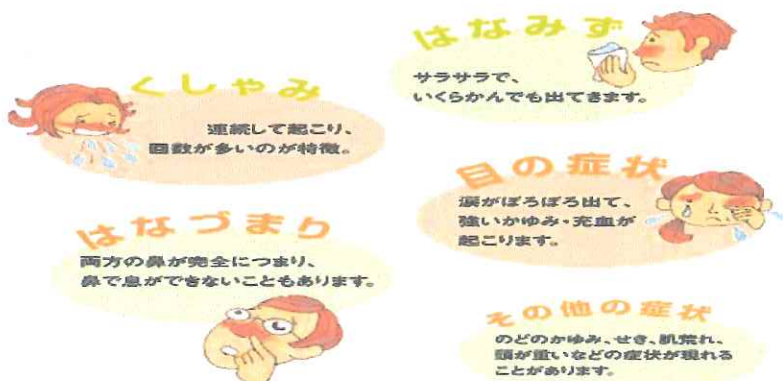 くしゃみ
連続して起こり、
回数が多いのが特徴。
はなみず
サラサラで、
いくらかんでも出てきます。
はなづまり
両方の鼻が完全につまり、
鼻で息ができないこともあります。
目の症状
涙がぽろぽろ出て、
強いかゆみ・充血が
起こります。
その他の症状
のどのかゆみ、せき、肌荒れ、
頭が重いなどの症状が現れる
ことがあります。